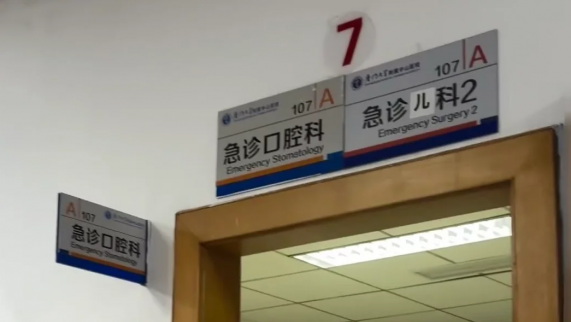 7
107 A
急诊口腔科
Emergency Stomatology
107 A
急诊儿科2
Emergency Surgery 2
A 107
急诊口腔科
Emergency Stomatology